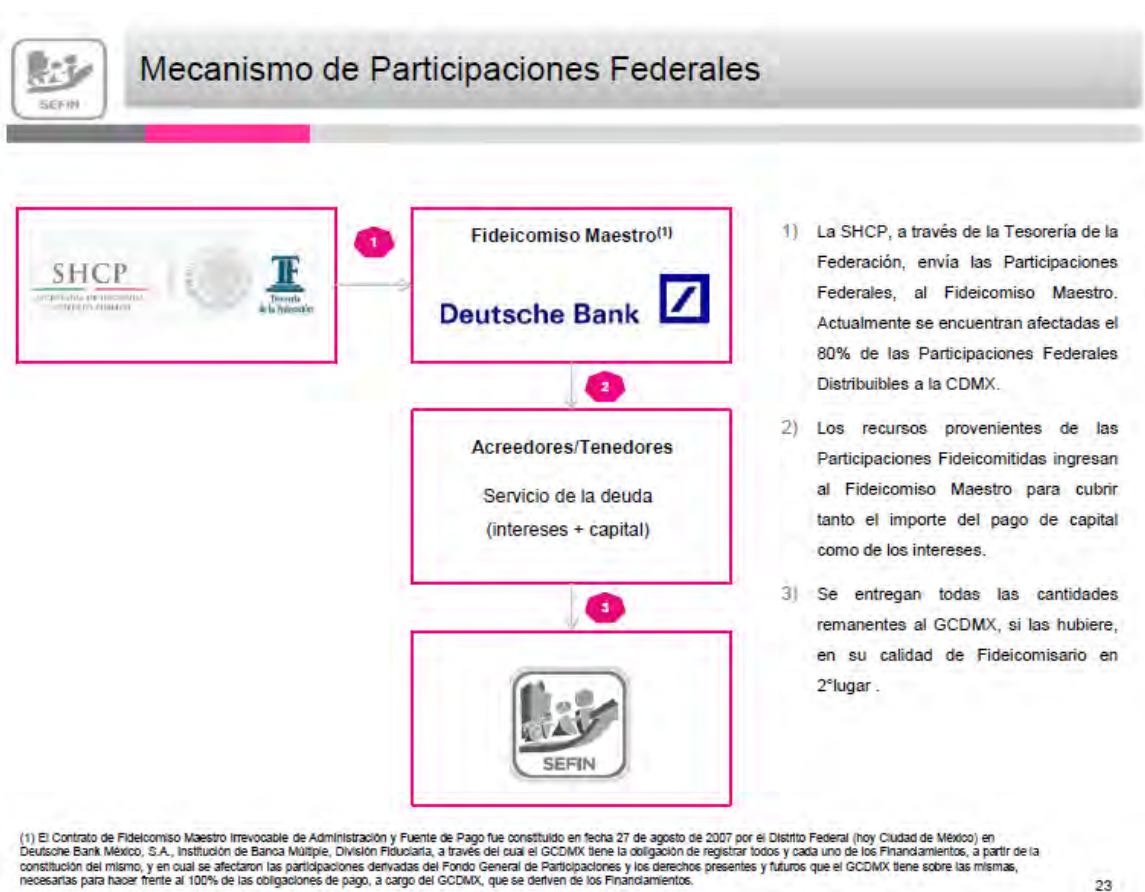 SEFIN
Mecanismo de Participaciones Federales
SHCP
TF
Tesorería
de la Federación
1
Fideicomiso Maestro(1)
Deutsche Bank
2
Acreedores/Tenedores
Servicio de la deuda
(intereses + capital)
3
SEFIN
1) La SHCP, a través de la Tesorería de la
Federación, envía las Participaciones
Federales, al Fideicomiso Maestro.
Actualmente se encuentran afectadas el
80% de las Participaciones Federales
Distribuibles a la CDMX.
2) Los recursos provenientes de las
Participaciones Fideicomitidas ingresan
al Fideicomiso Maestro para cubrir
tanto el importe del pago de capital
como de los intereses.
3) Se entregan todas las cantidades
remanentes al GCDMX, si las hubiere,
en su calidad de Fideicomisario en
2°lugar .
(1) El Contrato de Fideicomiso Maestro Irrevocable de Administración y Fuente de Pago fue constituido en fecha 27 de agosto de 2007 por el Distrito Federal (hoy Ciudad de México) en
Deutsche Bank México, S.A., Institución de Banca Múltiple, División Fiduciaria, a través del cual el GCDMX tiene la obligación de registrar todos y cada uno de los Financiamientos, a partir de la
constitución del mismo, y en cual se afectaron las participaciones derivadas del Fondo General de Participaciones y los derechos presentes y futuros que el GCDMX tiene sobre las mismas,
necesarias para hacer frente al 100% de las obligaciones de pago, a cargo del GCDMX, que se deriven de los Financiamientos.
23